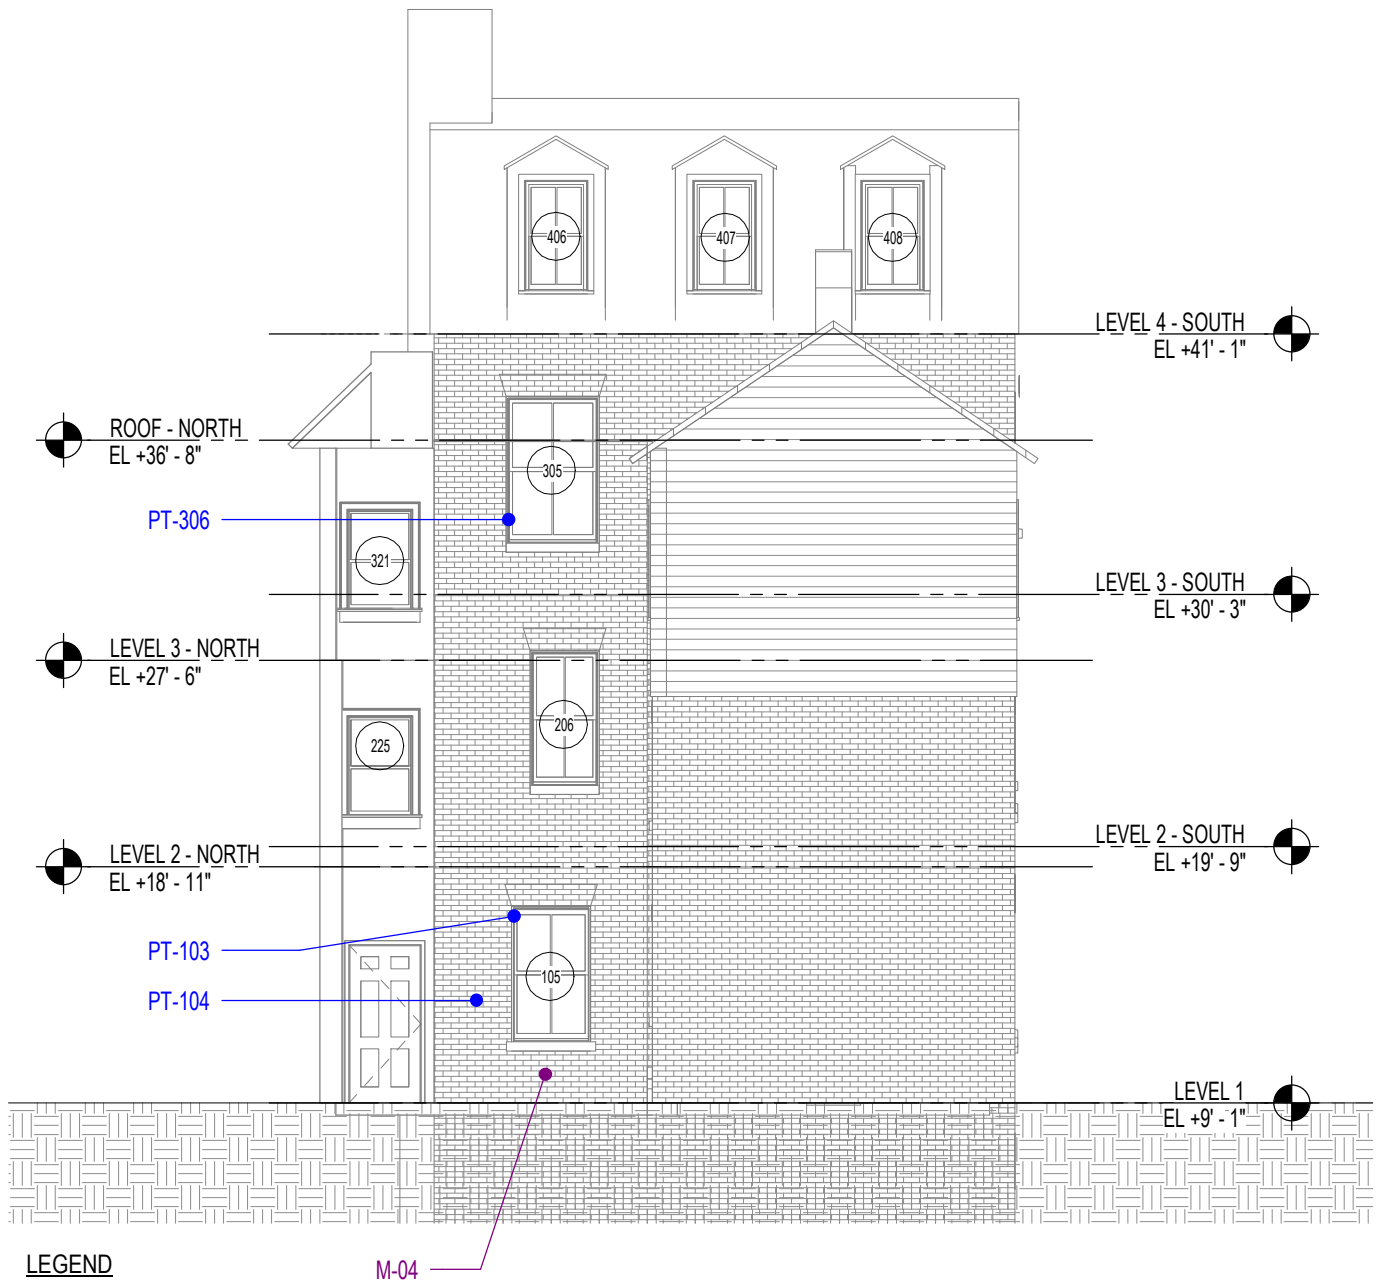 406
407
408
LEVEL 4 - SOUTH
EL +41' - 1"
ROOF - NORTH
EL +36' - 8"
305
PT-306
321
LEVEL 3 - SOUTH
EL +30' - 3"
LEVEL 3 - NORTH
EL +27' - 6"
206
225
LEVEL 2 - SOUTH
EL +19' - 9"
LEVEL 2 - NORTH
EL +18' - 11"
PT-103
105
PT-104
LEVEL 1
EL +9' - 1"
LEGEND
M-04